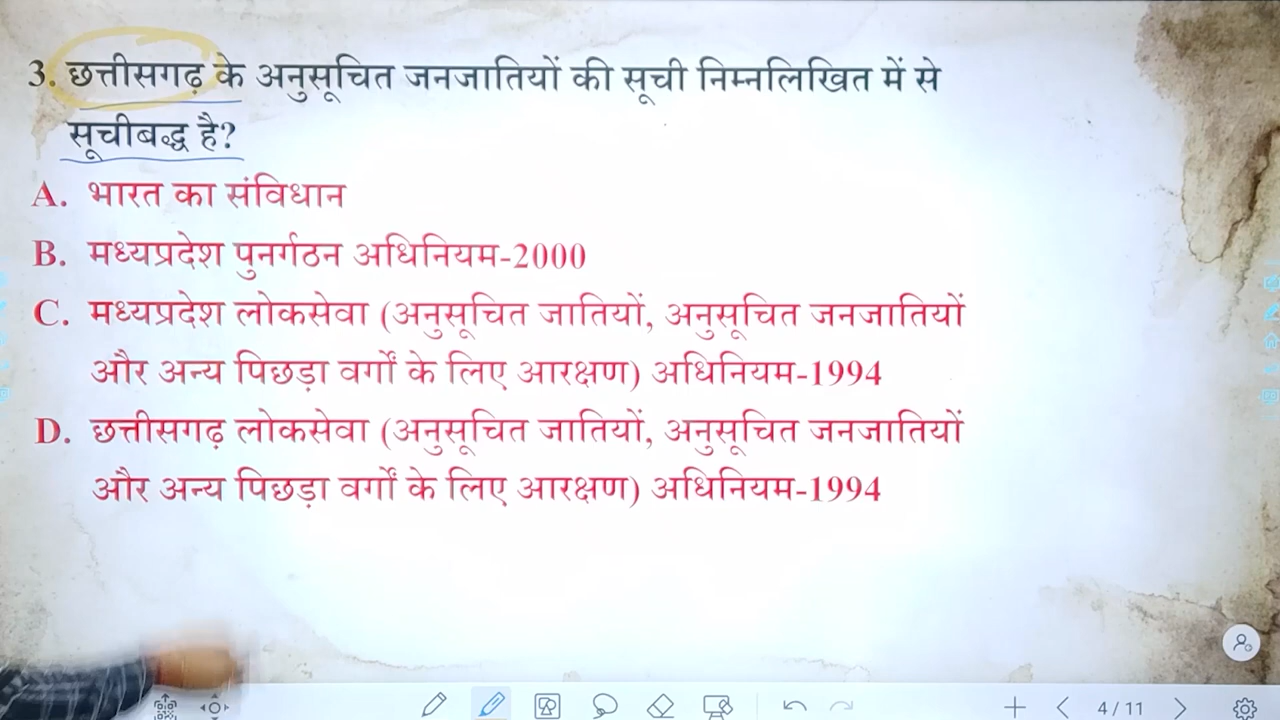 3. छत्तीसगढ़ के अनुसूचित जनजातियों की सूची निम्नलिखित में से
सूचीबद्ध है?
A. भारत का संविधान
B. मध्यप्रदेश पुनर्गठन अधिनियम-2000
C. मध्यप्रदेश लोकसेवा (अनुसूचित जातियों, अनुसूचित जनजातियों
और अन्य पिछड़ा वर्गों के लिए आरक्षण) अधिनियम-1994
D. छत्तीसगढ़ लोकसेवा (अनुसूचित जातियों, अनुसूचित जनजातियों
और अन्य पिछड़ा वर्गों के लिए आरक्षण) अधिनियम-1994
4 / 11